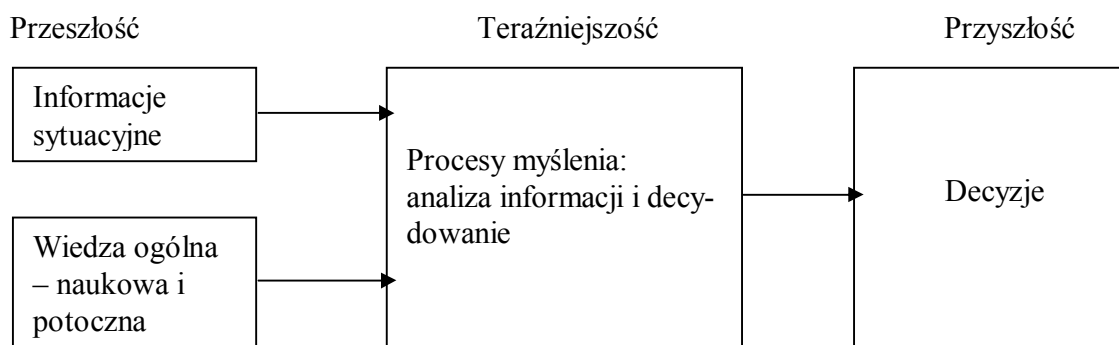 Przeszłość
Teraźniejszość
Przyszłość
Informacje
sytuacyjne
Wiedza ogólna
– naukowa i
potoczna
Procesy myślenia:
analiza informacji i decy-
dowanie
Decyzje